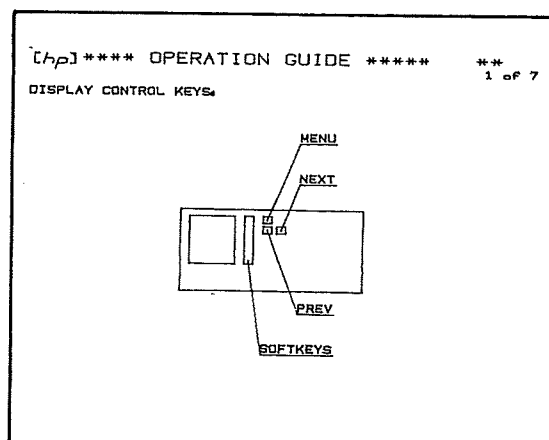 [hp] **** OPERATION GUIDE ***** **
1 of 7
DISPLAY CONTROL KEYS.
MENU
NEXT
PREV
SOFTKEYS